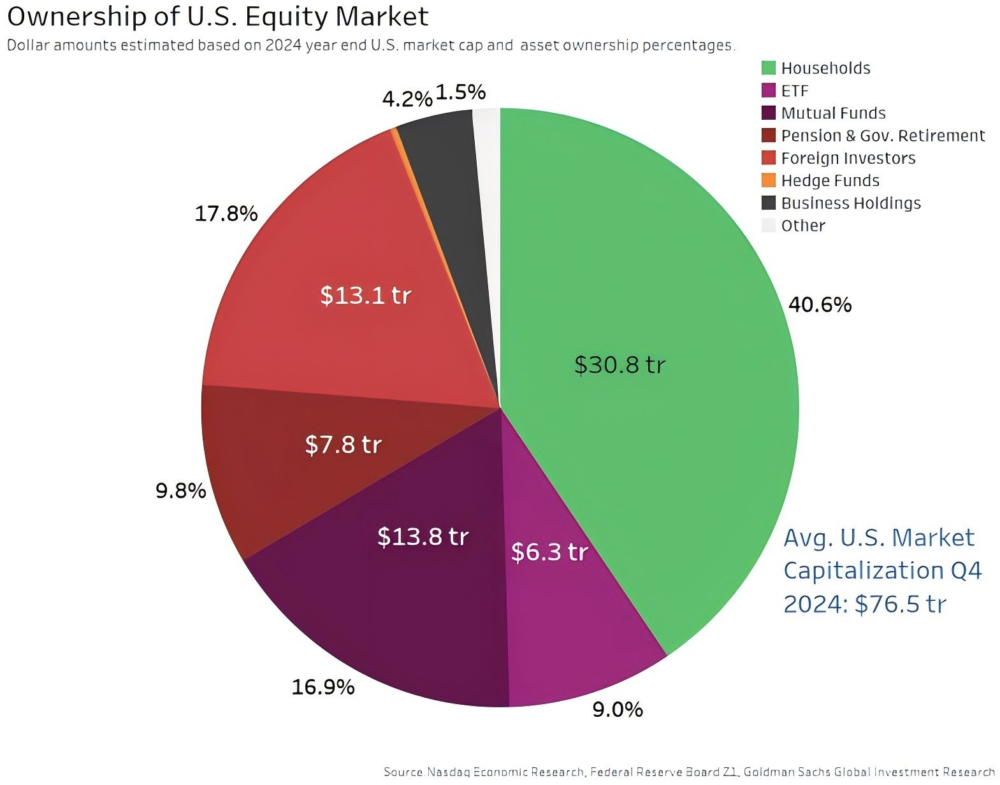 Ownership of U.S. Equity Market
Dollar amounts estimated based on 2024 year end U.S. market cap and asset ownership percentages.
Households
ETF
Mutual Funds
Pension & Gov. Retirement
Foreign Investors
Hedge Funds
Business Holdings
Other
4.2%
1.5%
17.8%
$13.1 tr
40.6%
$30.8 tr
$7.8 tr
9.8%
$13.8 tr
$6.3 tr
Avg. U.S. Market
Capitalization Q4
2024: $76.5 tr
16.9%
9.0%
Source.Nasdaq Economic Research, Federal Reserve Board Z1, Goldman Sachs Global Investment Research